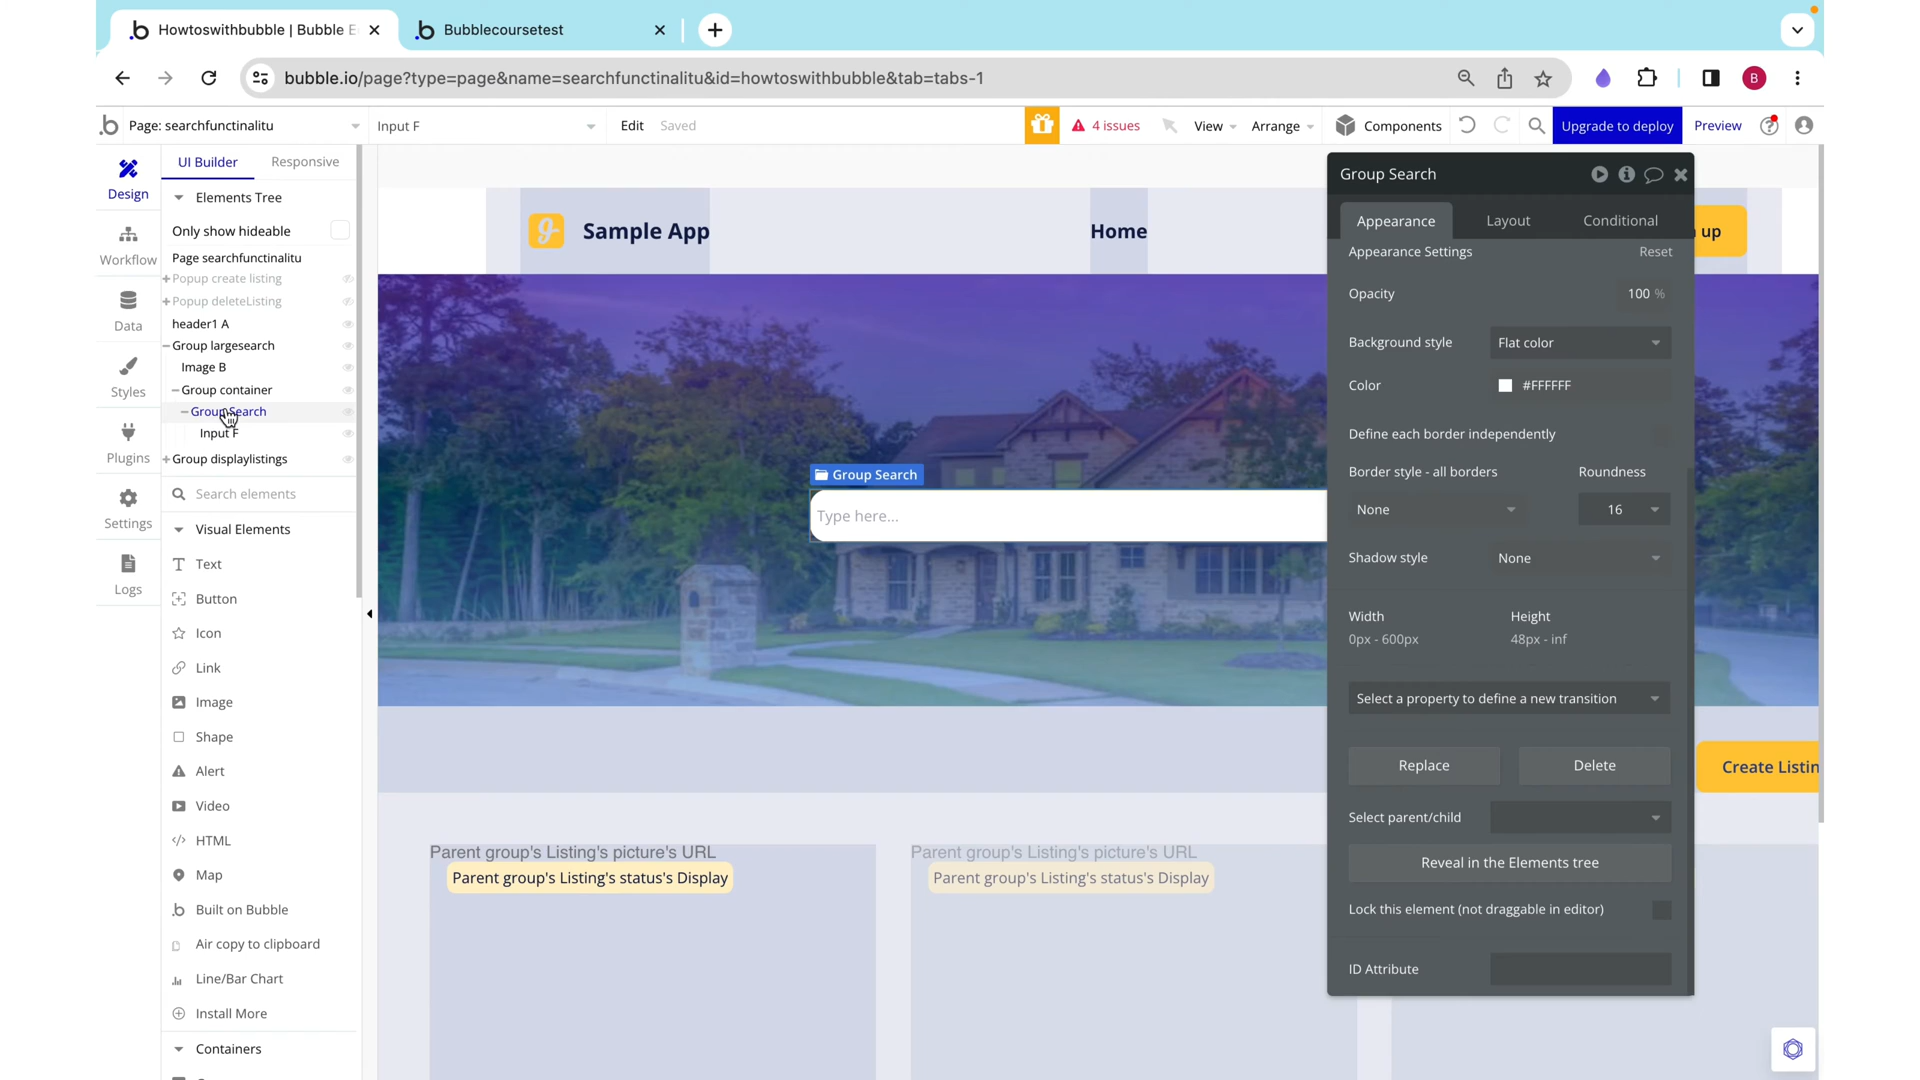 Howtoswithbubble | Bubble E
Bubblecoursetest
bubble.io/page?type=page&name=searchfunctinalitu&id=howtoswithbubble&tab=tabs-1
B
Page: searchfunctinalitu
Input F
Edit
Saved
4 issues
View
Arrange
Components
Upgrade to deploy
Preview
Design
Workflow
Data
Styles
Plugins
Settings
Logs
UI Builder
Responsive
Elements Tree
Only show hideable
Page searchfunctinalitu
Popup create listing
Popup deleteListing
header1 A
Group largesearch
Image B
Group container
Group Search
Input F
Group displaylistings
Search elements
Visual Elements
Text
Button
Icon
Link
Image
Shape
Alert
Video
HTML
Map
Built on Bubble
Air copy to clipboard
Line/Bar Chart
Install More
Containers
Sample App
Home
up
Group Search
Type here...
Create Listin
Parent group's Listing's picture's URL
Parent group's Listing's status's Display
Parent group's Listing's picture's URL
Parent group's Listing's status's Display
Group Search
Appearance
Layout
Conditional
Appearance Settings
Reset
Opacity
100 %
Background style
Flat color
Color
#FFFFFF
Define each border independently
Border style - all borders
Roundness
None
16
Shadow style
None
Width
Height
0px - 600px
48px - inf
Select a property to define a new transition
Replace
Delete
Select parent/child
Reveal in the Elements tree
Lock this element (not draggable in editor)
ID Attribute